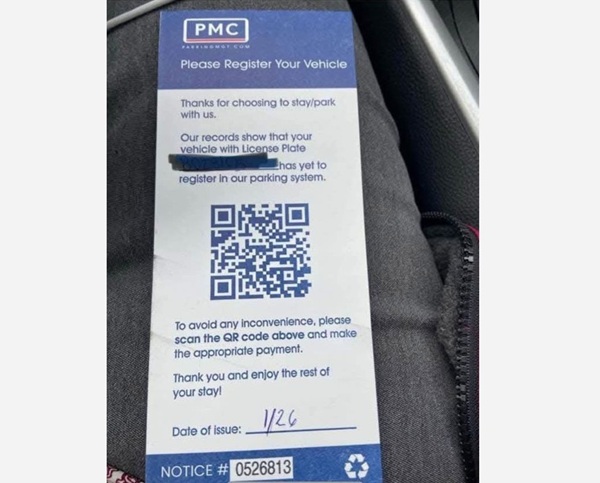 PMC
PARKINGMGT.COM
Please Register Your Vehicle
Thanks for choosing to stay/park
with us.
Our records show that your
vehicle with License Plate
has yet to
register in our parking system.
To avoid any inconvenience, please
scan the QR code above and make
the appropriate payment.
Thank you and enjoy the rest of
your stay!
Date of issue: 1/26
NOTICE # 0526813